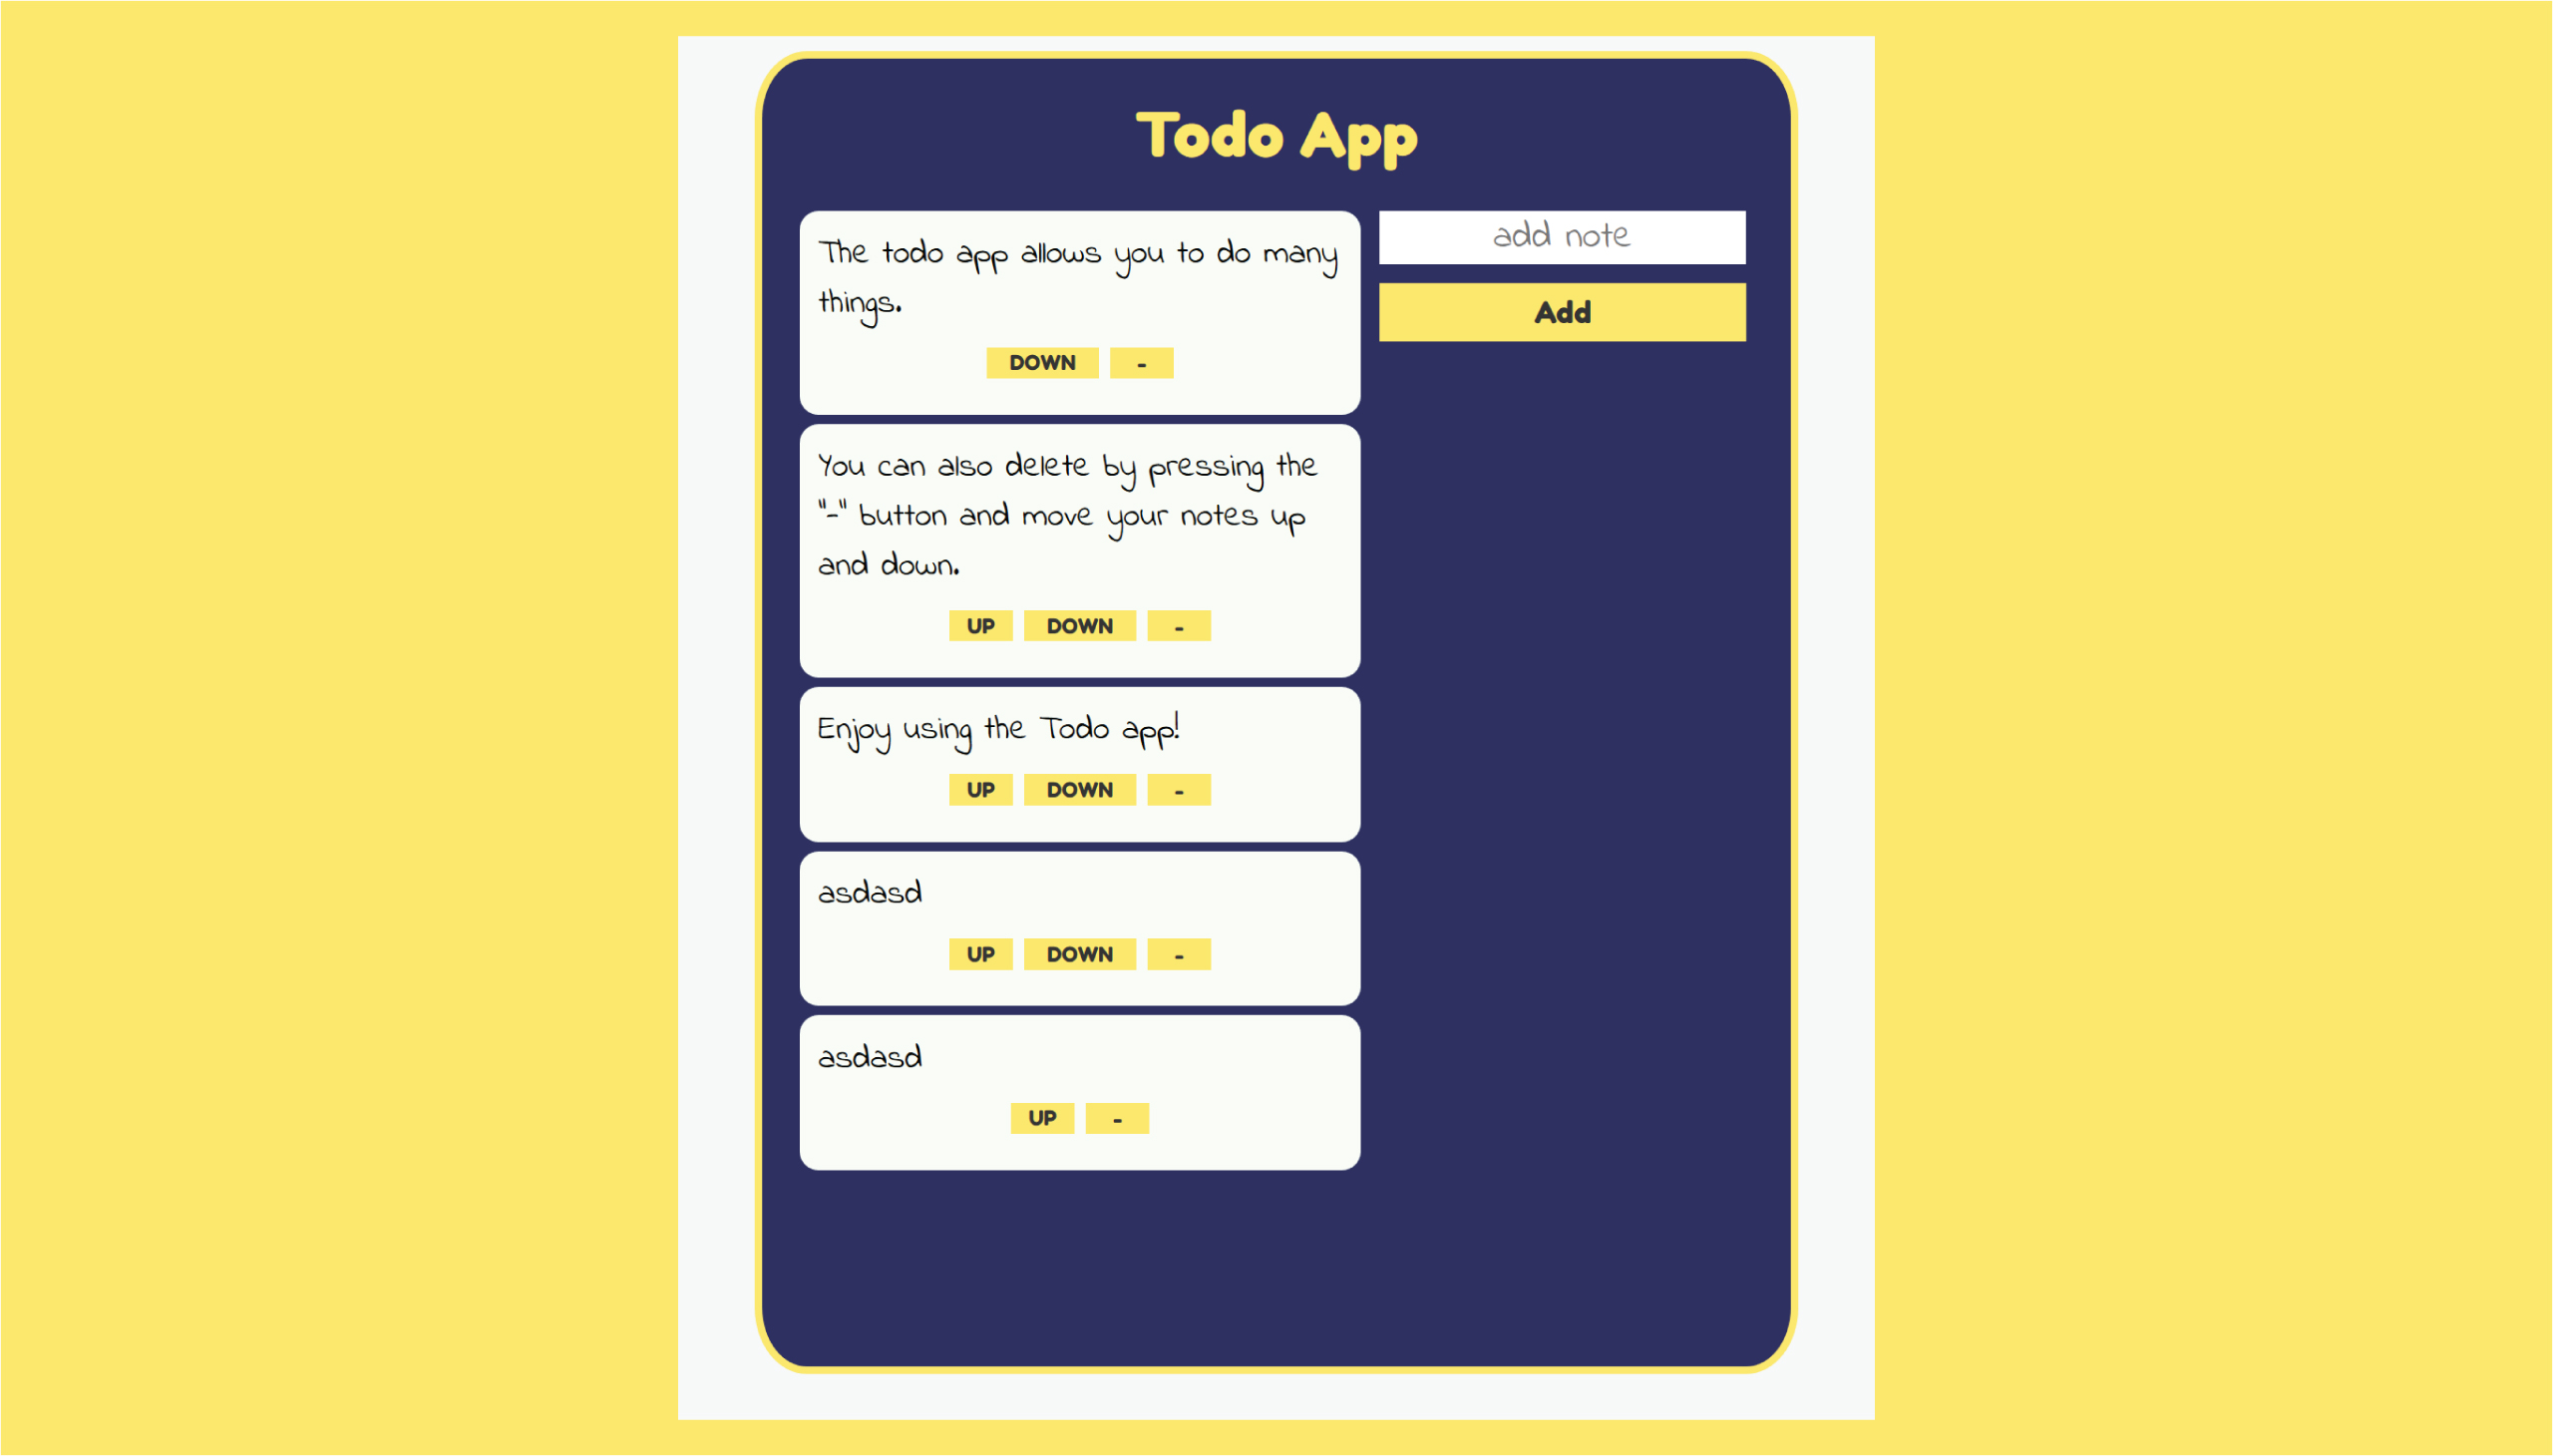 Todo App
The todo app allows you to do many
things.
DOWN -
You can also delete by pressing the
"-" button and move your notes up
and down.
UP DOWN -
Enjoy using the Todo app!
UP DOWN -
asdasd
UP DOWN -
asdasd
UP -
add note
Add